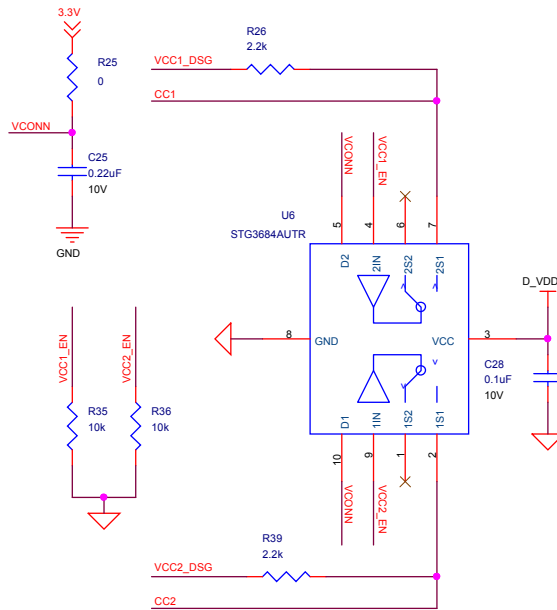 3.3V
R25
0
VCONN
C25
0.22uF
10V
GND
VCC1_DSG
R26
2.2k
CC1
VCONN
VCC1_EN
5
4
6
7
U6
STG3684AUTR
D2
2IN
2S2
2S1
8
GND
VCC
3
D_VDD
C28
0.1uF
10V
D1
1IN
1S2
1S1
10
9
1
2
VCONN
VCC2_EN
VCC1_EN
VCC2_EN
R35
10k
R36
10k
R39
2.2k
VCC2_DSG
CC2